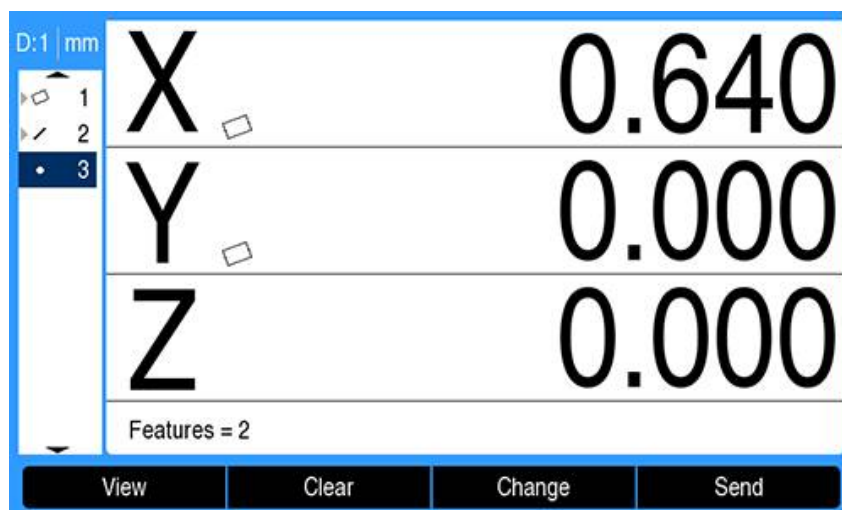 D:1 mm
1
2
3
X 0.640
Y 0.000
Z 0.000
Features = 2
View Clear Change Send